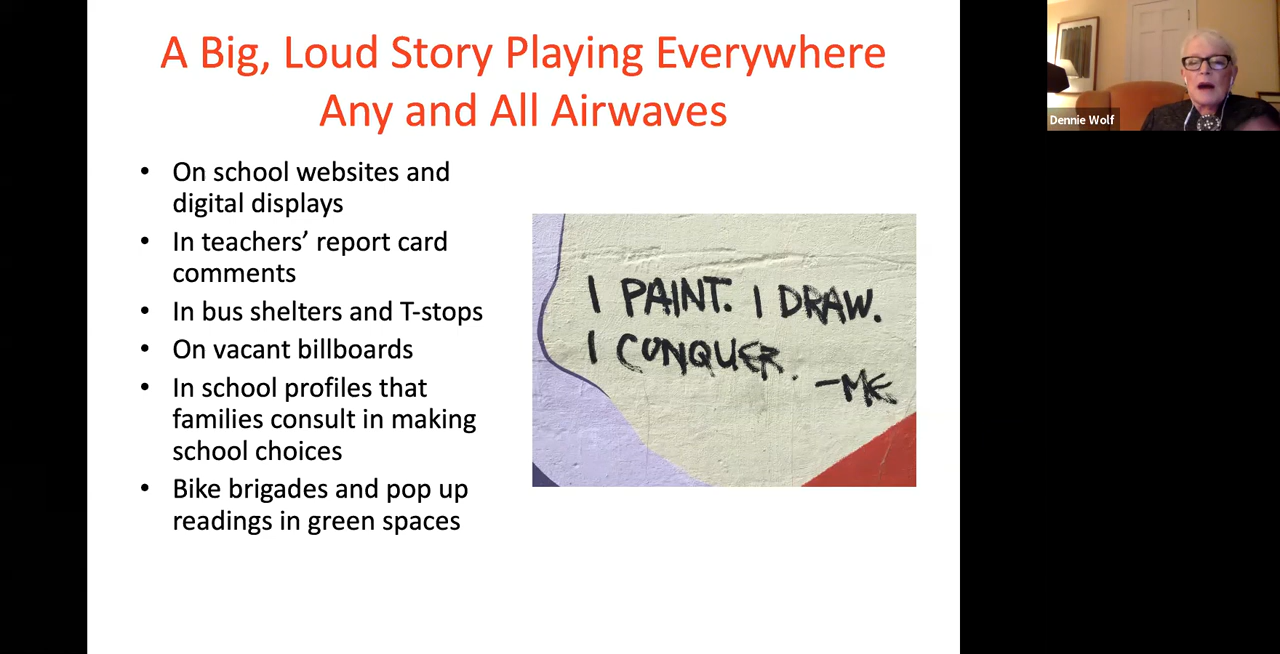 A Big, Loud Story Playing Everywhere
Any and All Airwaves
• On school websites and
digital displays
• In teachers’ report card
comments
• In bus shelters and T-stops
• On vacant billboards
• In school profiles that
families consult in making
school choices
• Bike brigades and pop up
readings in green spaces
I PAINT. I DRAW.
I CONQUER.
-ME
Dennie Wolf